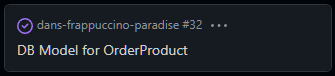 dans-frappuccino-paradise #32
DB Model for OrderProduct